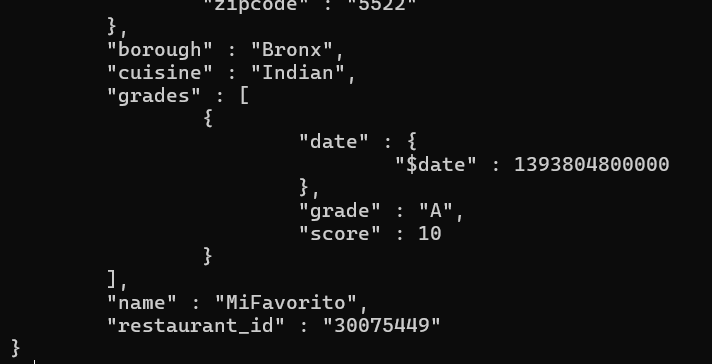 "zipcode" : "5522"
},
"borough" : "Bronx",
"cuisine" : "Indian",
"grades" : [
{
"date" : {
"$date" : 1393804800000
},
"grade" : "A",
"score" : 10
}
],
"name" : "MiFavorito",
"restaurant_id" : "30075449"
}